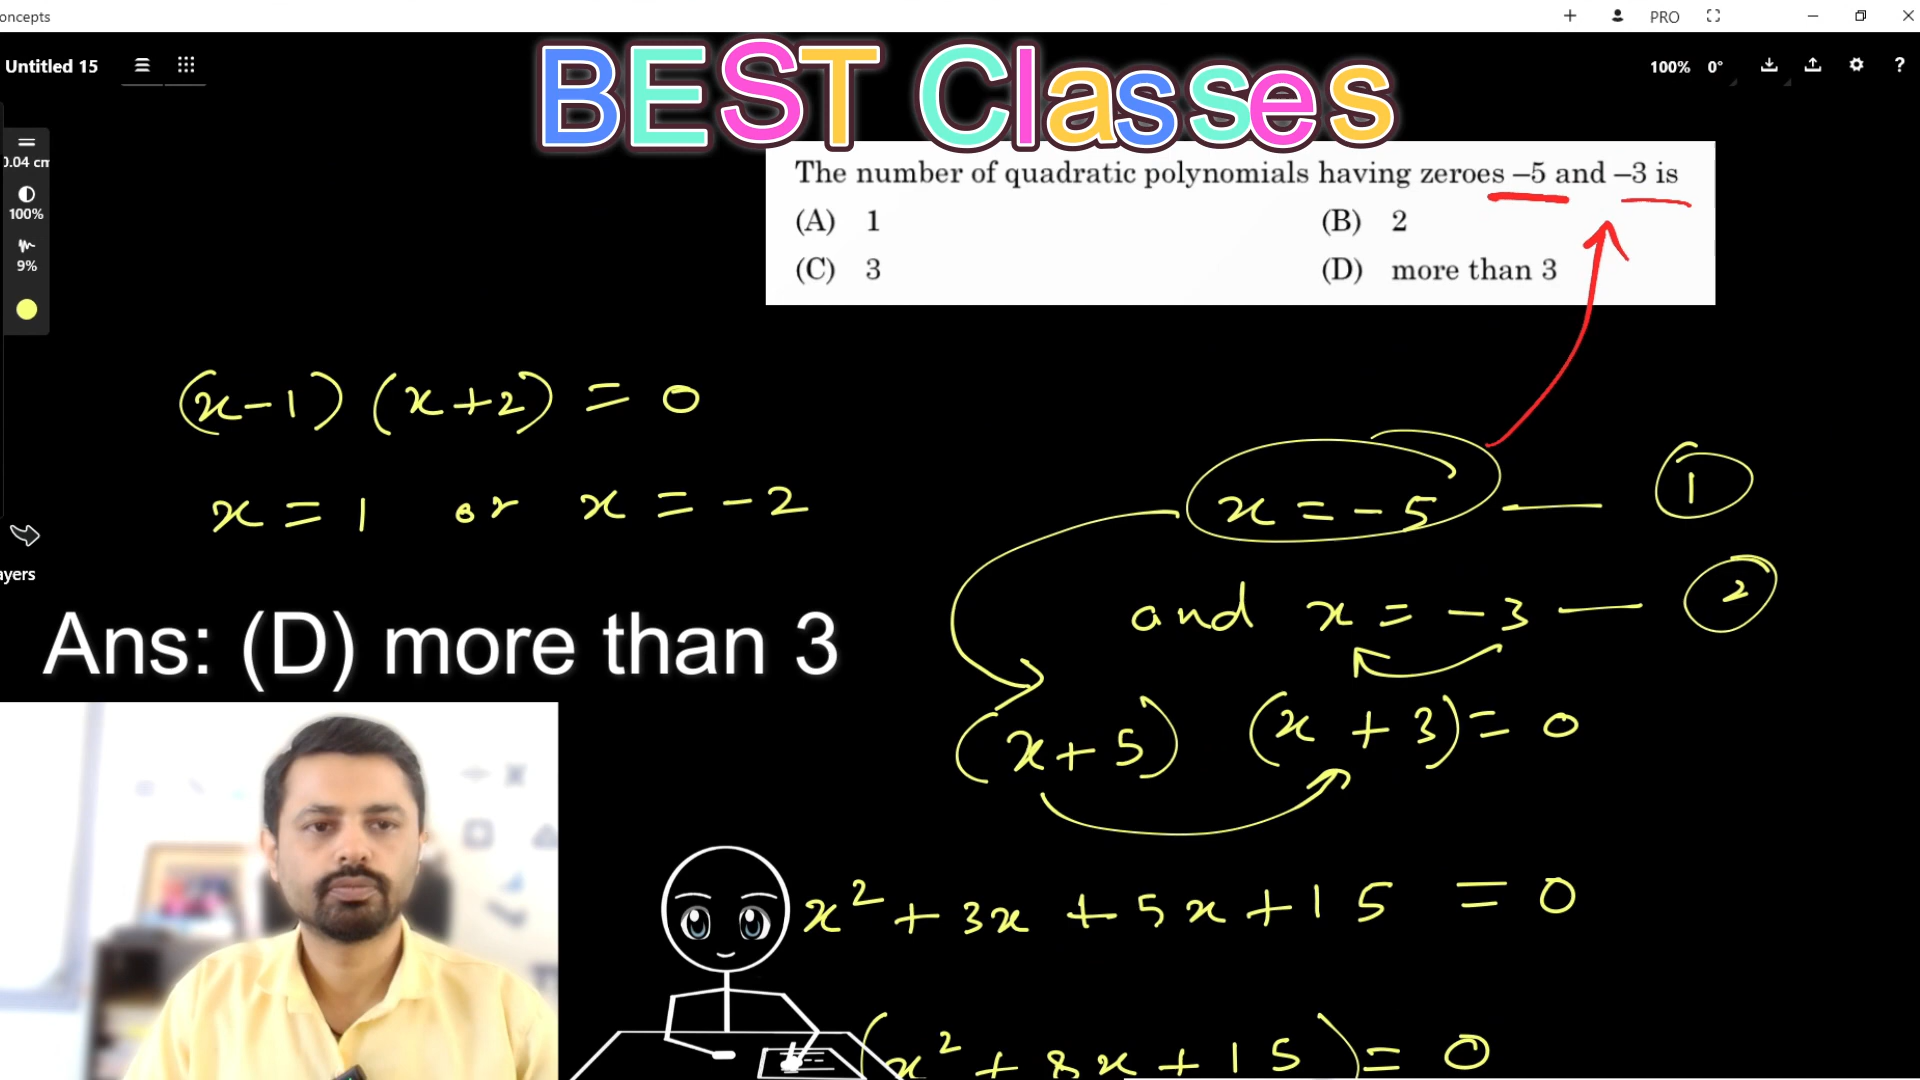 oncepts
PRO
Untitled 15
100% 0° ?
BEST Classes
The number of quadratic polynomials having zeroes –5 and –3 is
(A) 1 (B) 2
(C) 3 (D) more than 3
0.04 cm
100%
9%
ayers
(x-1) (x+2) = 0
x = 1 or x = -2
x = -5 — 1
and x = -3 — 2
Ans: (D) more than 3
(x+5) (x+3) = 0
x² + 3x + 5x + 15 = 0
(x² + 8x + 15) = 0